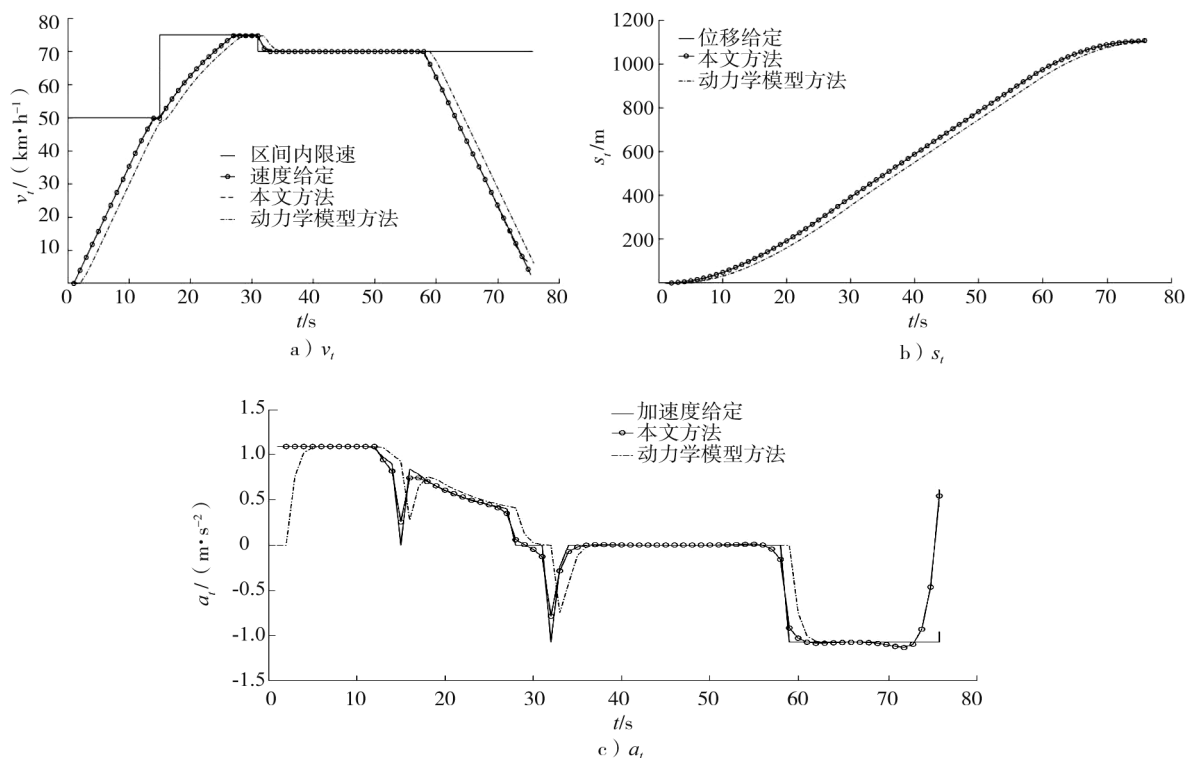 80
70
60
50
40
30
20
10
0
10
20
30
40
50
60
70
80
v_t/（km•h⁻¹）
t/s
区间内限速
速度给定
本文方法
动力学模型方法
a）v_t
1200
1000
800
600
400
200
0
10
20
30
40
50
60
70
80
s_t/m
t/s
位移给定
本文方法
动力学模型方法
b）s_t
1.5
1.0
0.5
0
-0.5
-1.0
-1.5
0
10
20
30
40
50
60
70
80
a_t/（m•s⁻²）
t/s
加速度给定
本文方法
动力学模型方法
c）a_t